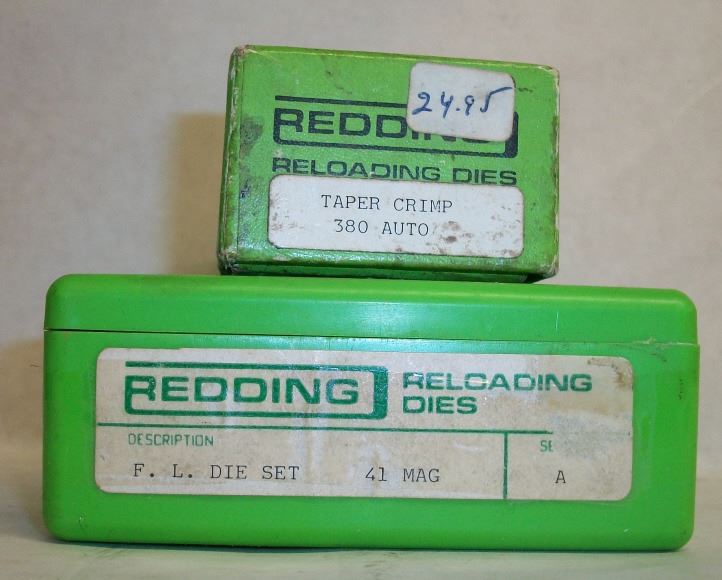 24.95
REDDING
RELOADING DIES
TAPER CRIMP
380 AUTO
REDDING RELOADING DIES
DESCRIPTION
F. L. DIE SET 41 MAG A